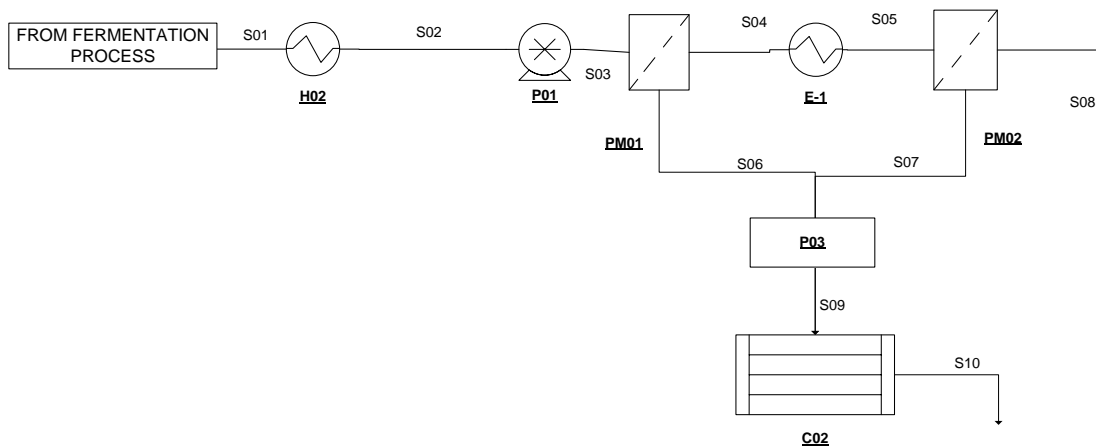 FROM FERMENTATION
PROCESS
S01
H02
S02
P01
S03
PM01
S04
E-1
S05
PM02
S08
S06
S07
P03
S09
C02
S10